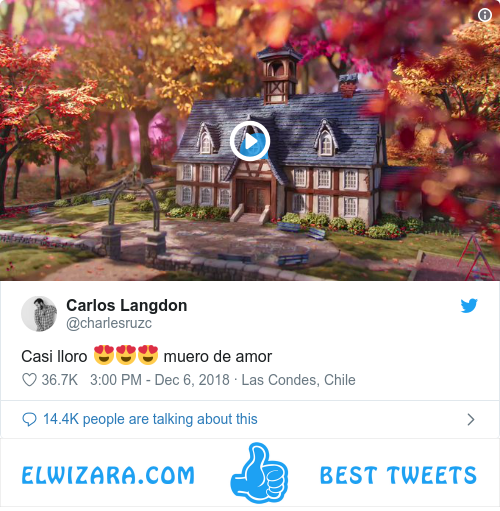 Carlos Langdon
@charlesruzc
Casi lloro 😍😍😍 muero de amor
36.7K 3:00 PM - Dec 6, 2018 · Las Condes, Chile
14.4K people are talking about this
ELWIZARA.COM BEST TWEETS